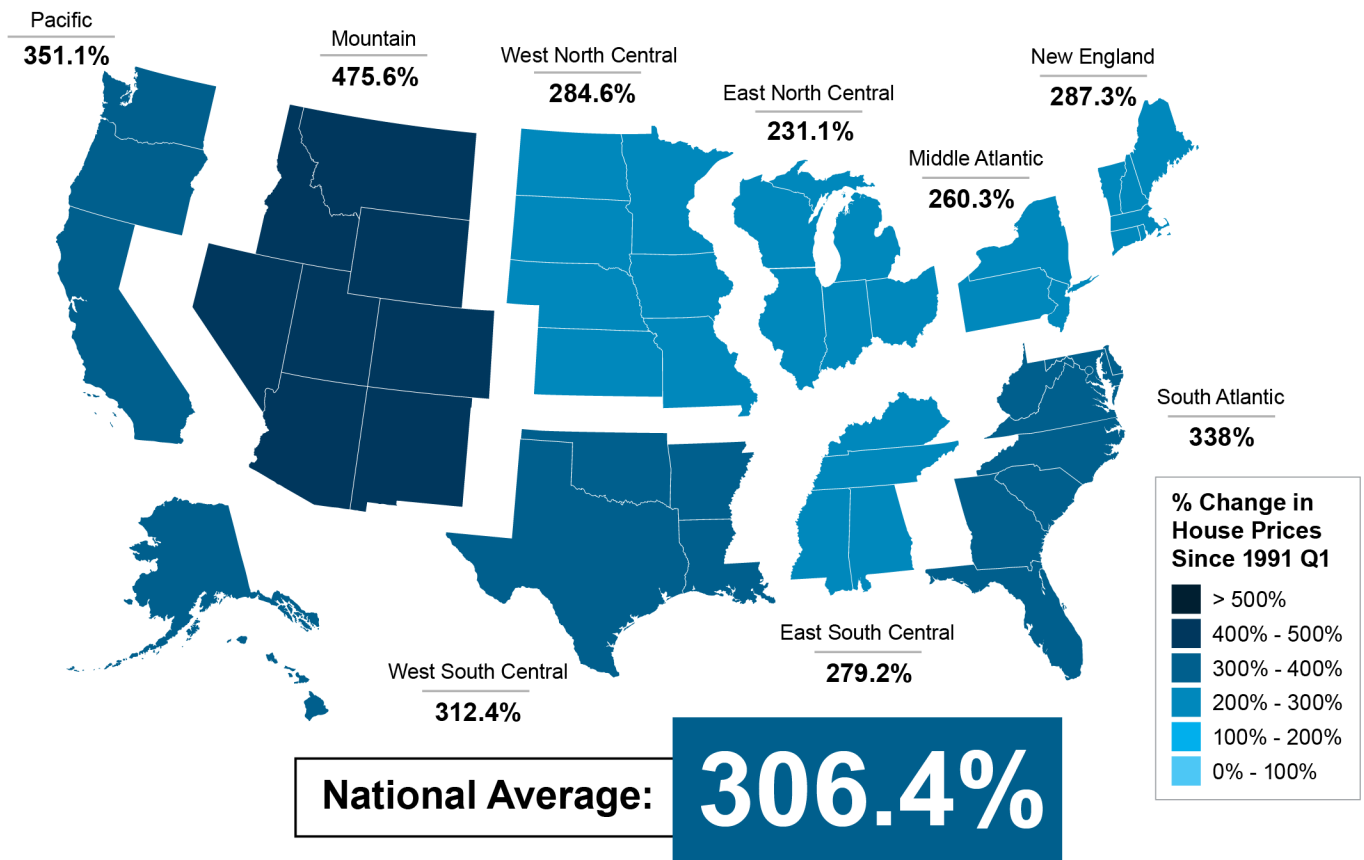 Pacific
351.1%
Mountain
475.6%
West North Central
284.6%
East North Central
231.1%
Middle Atlantic
260.3%
New England
287.3%
South Atlantic
338%
% Change in
House Prices
Since 1991 Q1
> 500%
400% - 500%
300% - 400%
200% - 300%
100% - 200%
0% - 100%
East South Central
279.2%
West South Central
312.4%
National Average:
306.4%